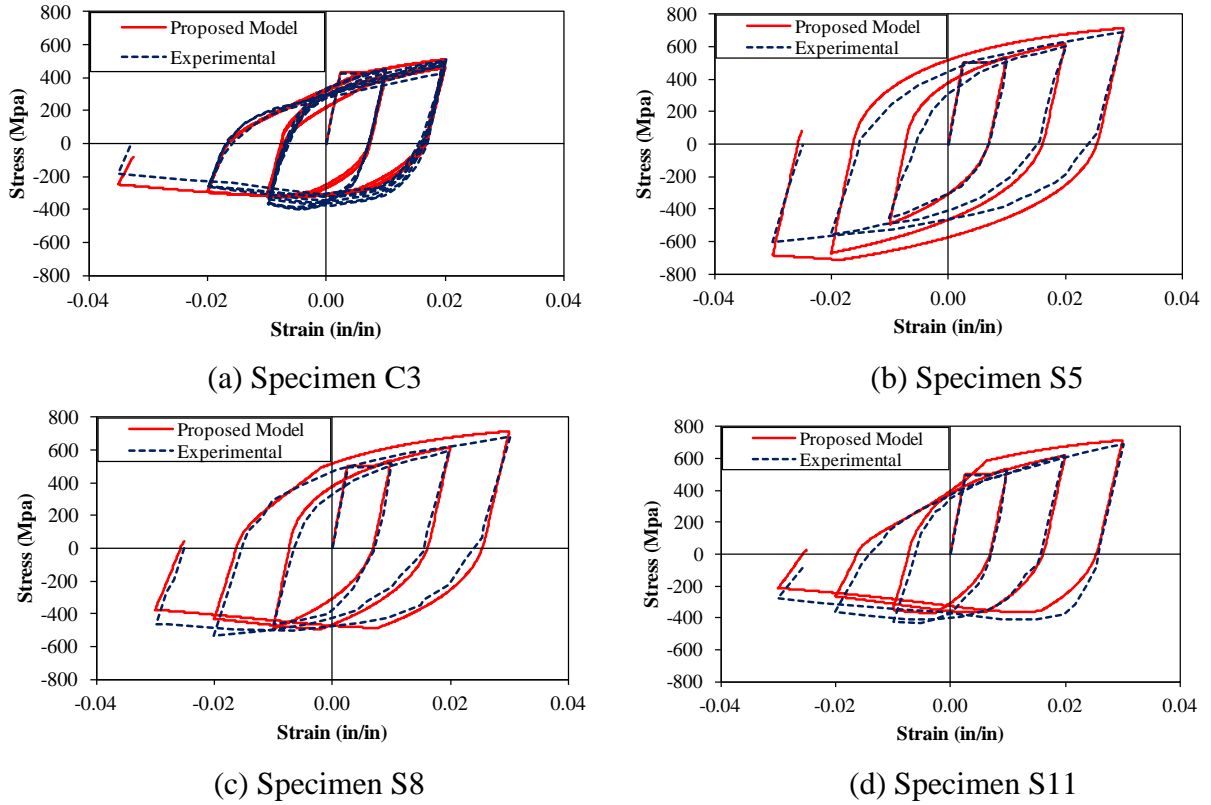 Proposed Model
Experimental
Stress (Mpa)
800
600
400
200
0
-200
-400
-600
-800
-0.04 -0.02 0.00 0.02 0.04
Strain (in/in)
(a) Specimen C3
Proposed Model
Experimental
Stress (Mpa)
800
600
400
200
0
-200
-400
-600
-800
-0.04 -0.02 0.00 0.02 0.04
Strain (in/in)
(b) Specimen S5
Proposed Model
Experimental
Stress (Mpa)
800
600
400
200
0
-200
-400
-600
-800
-0.04 -0.02 0.00 0.02 0.04
Strain (in/in)
(c) Specimen S8
Proposed Model
Experimental
Stress (Mpa)
800
600
400
200
0
-200
-400
-600
-800
-0.04 -0.02 0.00 0.02 0.04
Strain (in/in)
(d) Specimen S11